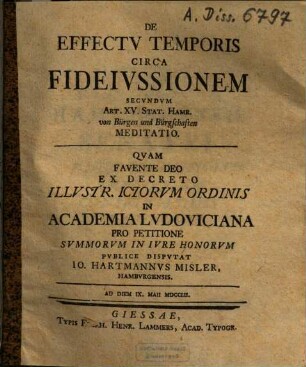 A. Diss. 6797
DE
EFFECTV TEMPORIS
CIRCA
FIDEIVSSIONEM
SECVNDVM
ART. XV. STAT. HAMB.
von Bürgen und Bürgschafften
MEDITATIO.
QVAM
FAVENTE DEO
EX DECRETO
ILLVSTR. ICTORVM ORDINIS
IN
ACADEMIA LVDOVICIANA
PRO PETITIONE
SVMMORVM IN IVRE HONORVM
PVBLICE DISPVTAT
IO. HARTMANNVS MISLER,
HAMBVRGENSIS.
AD DIEM IX. MAII MDCCLII.
GIESSAE,
TYPIS HENR. LAMMERS, ACAD. TYPOGR.